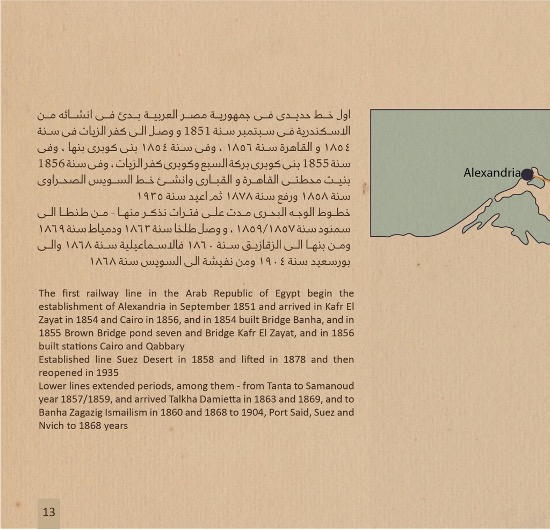 اول خط حديدى فى جمهورية مصر العربية بدئ فى انشائه من
الاسكندرية فى سبتمبر سنة 1851 و وصل الى كفر الزيات فى سنة
١٨٥٤ و القاهرة سنة ١٨٥٦ ، وفى سنة ١٨٥٤ بنى كوبرى بنها ، وفى
سنة 1855 بنى كوبرى بركة السبع وكوبرى كفر الزيات ، وفى سنة 1856
بنيت محطتى القاهرة و القبارى وانشئ خط السويس الصحراوى
سنة ١٨٥٨ ورفع سنة ١٨٧٨ ثم اعيد سنة ١٩٣٥
خطوط الوجه البحرى مدت على فترات نذكر منها - من طنطا الى
سمنود سنة ١٨٥٧/١٨٥٩ ، و وصل طلخا سنة ١٨٦٣ ودمياط سنة ١٨٦٩
ومن بنها الى الزقازيق سنة ١٨٦٠ فالاسماعيلية سنة ١٨٦٨ والى
بورسعيد سنة ١٩٠٤ ومن نفيشة الى السويس سنة ١٨٦٨
Alexandria
The first railway line in the Arab Republic of Egypt begin the
establishment of Alexandria in September 1851 and arrived in Kafr El
Zayat in 1854 and Cairo in 1856, and in 1854 built Bridge Banha, and in
1855 Brown Bridge pond seven and Bridge Kafr El Zayat, and in 1856
built stations Cairo and Qabbary
Established line Suez Desert in 1858 and lifted in 1878 and then
reopened in 1935
Lower lines extended periods, among them - from Tanta to Samanoud
year 1857/1859, and arrived Talkha Damietta in 1863 and 1869, and to
Banha Zagazig Ismailism in 1860 and 1868 to 1904, Port Said, Suez and
Nvich to 1868 years
13